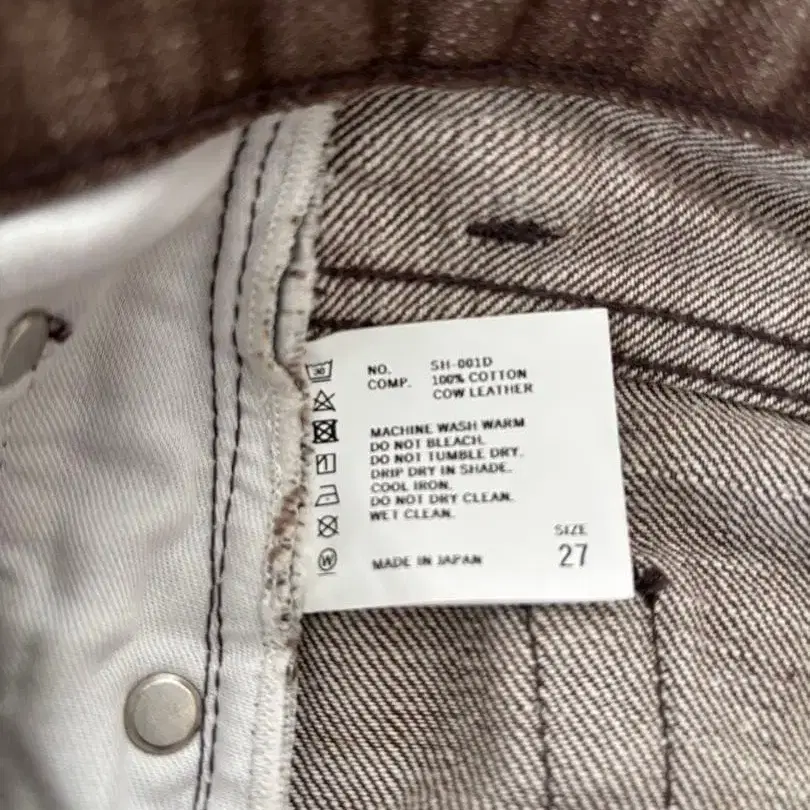 NO. SH-001D
COMP. 100% COTTON
COW LEATHER
MACHINE WASH WARM
DO NOT BLEACH.
DO NOT TUMBLE DRY.
DRIP DRY IN SHADE.
COOL IRON.
DO NOT DRY CLEAN.
WET CLEAN.
SIZE
27
MADE IN JAPAN
30
W